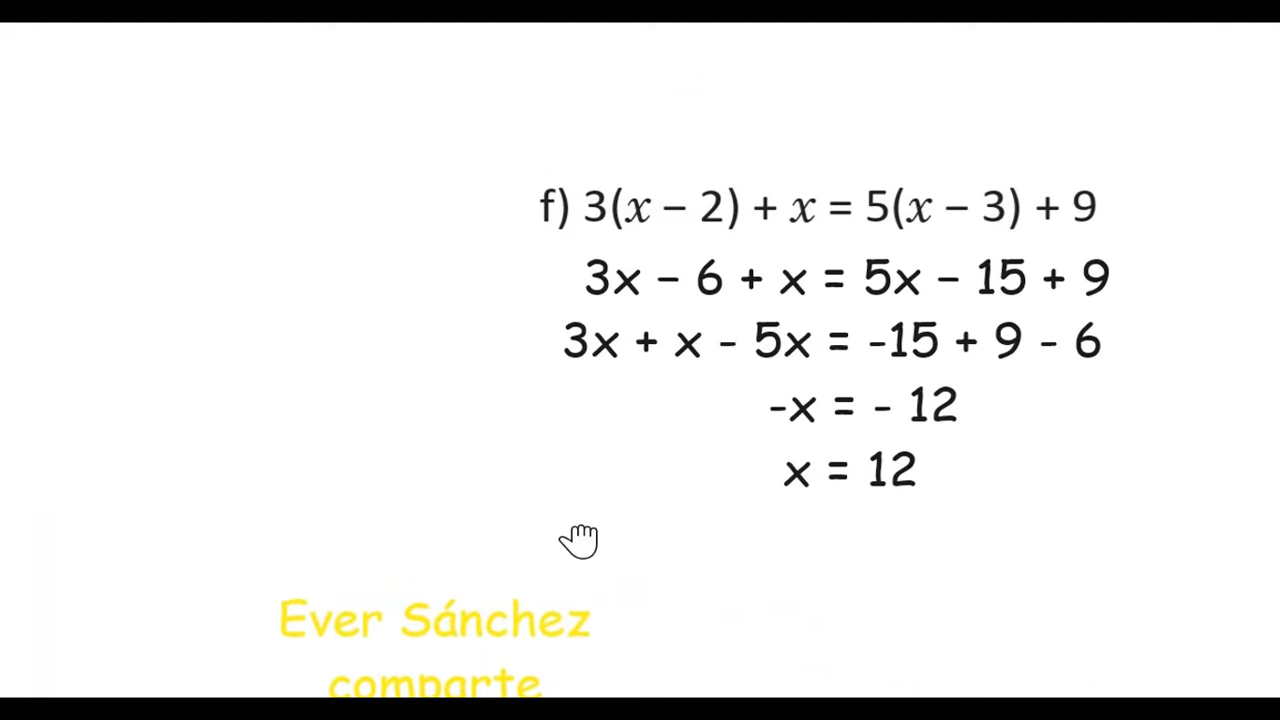 f) 3(x − 2) + x = 5(x − 3) + 9
3x − 6 + x = 5x − 15 + 9
3x + x - 5x = -15 + 9 - 6
-x = - 12
x = 12
Ever Sánchez
comparte